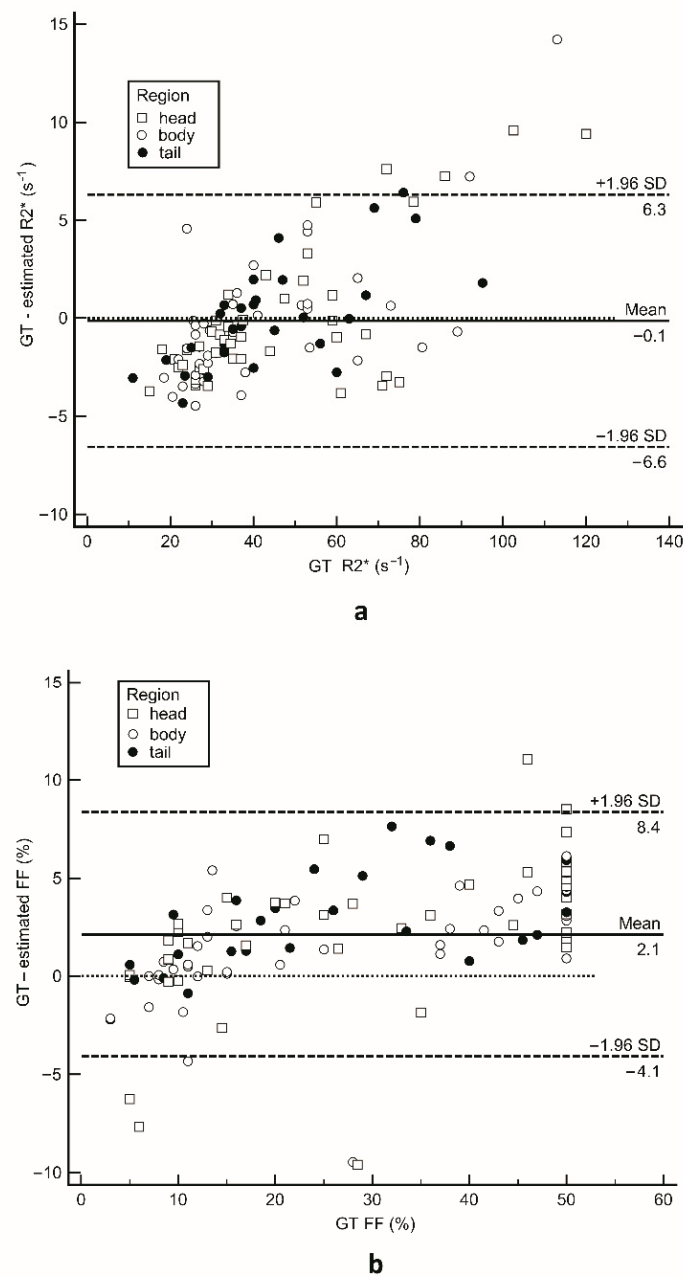 15
10
5
0
−5
−10
GT - estimated R2* (s⁻¹)
Region
head
body
tail
+1.96 SD
6.3
Mean
−0.1
−1.96 SD
−6.6
0 20 40 60 80 100 120 140
GT R2* (s⁻¹)
a
15
10
5
0
−5
−10
GT – estimated FF (%)
Region
head
body
tail
+1.96 SD
8.4
Mean
2.1
−1.96 SD
−4.1
0 10 20 30 40 50 60
GT FF (%)
b